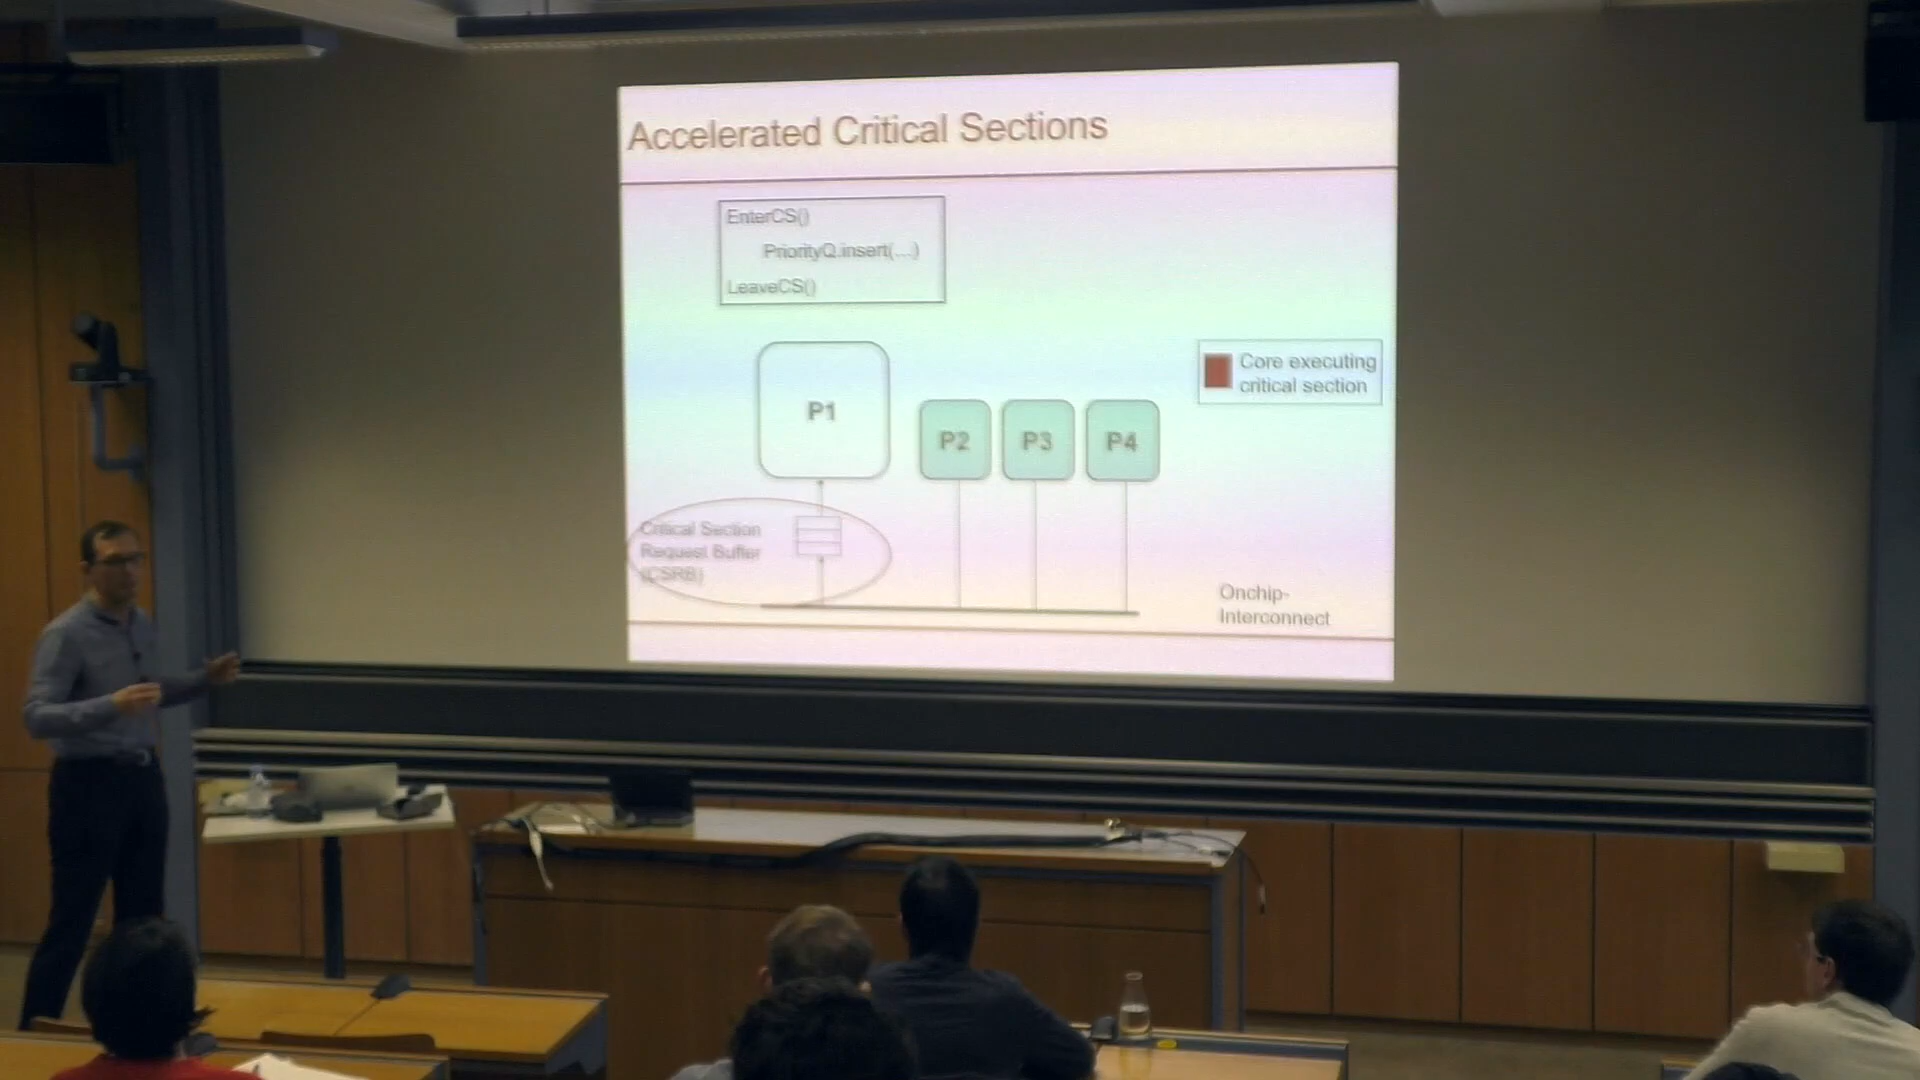 Accelerated Critical Sections
EnterCS()
PriorityQ.insert(...)
LeaveCS()
Core executing
critical section
P1
P2
P3
P4
Critical Section
Request Buffer
(CSRB)
Onchip-
Interconnect